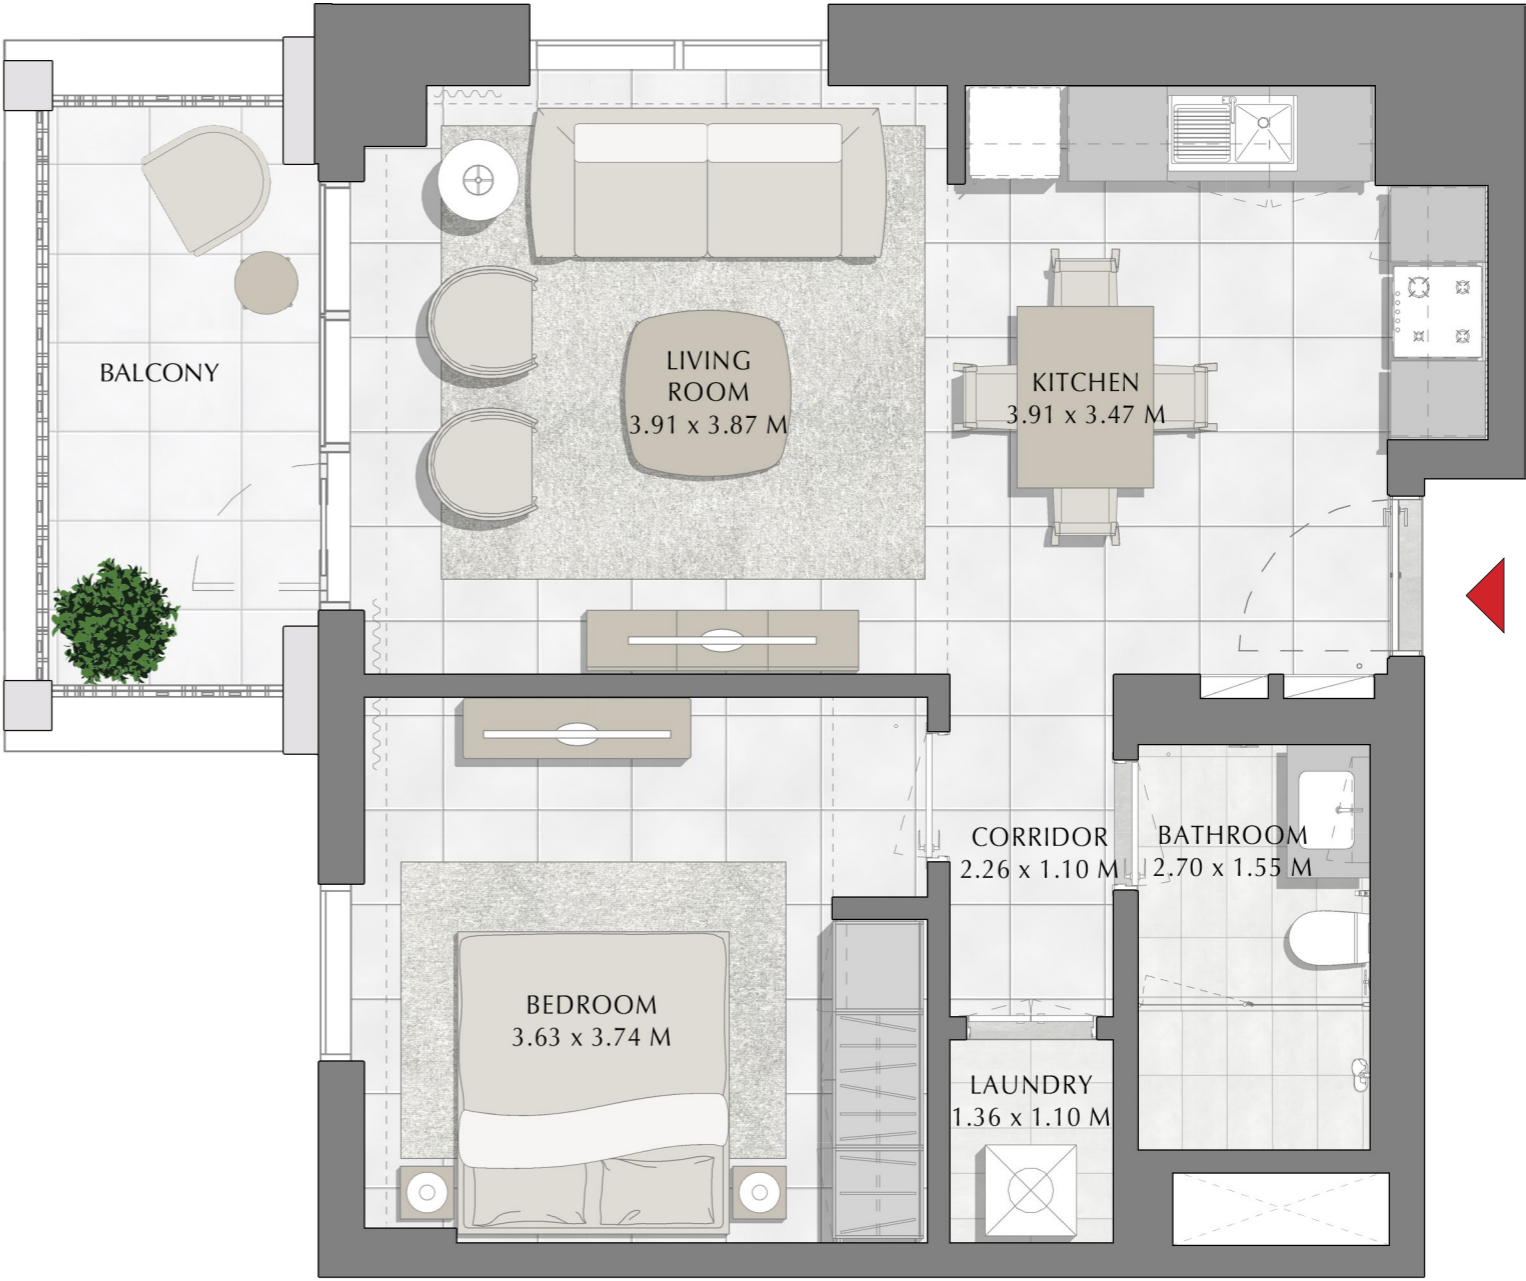 BALCONY
LIVING
ROOM
3.91 x 3.87 M
KITCHEN
3.91 x 3.47 M
CORRIDOR
2.26 x 1.10 M
BATHROOM
2.70 x 1.55 M
BEDROOM
3.63 x 3.74 M
LAUNDRY
1.36 x 1.10 M